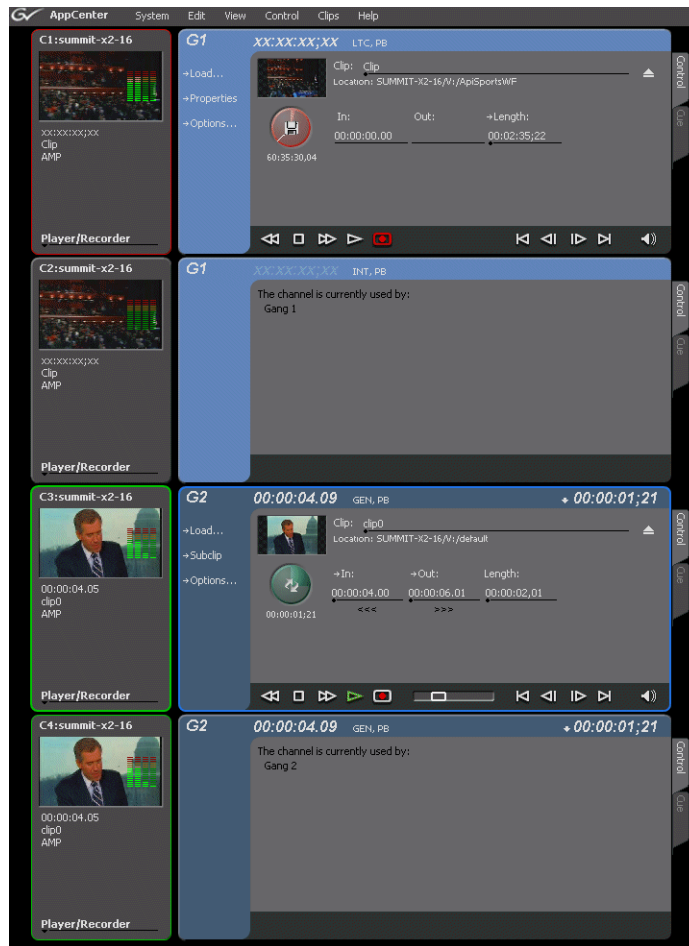 GV AppCenter System Edit View Control Clips Help
C1:summit-x2-16
xx:xx:xx;xx
Clip
AMP
Player/Recorder
G1 XX:XX:XX;XX LTC, PB
→Load...
→Properties
→Options...
Clip: Clip
Location: SUMMIT-X2-16/V:/ApiSportsWF
60:35:30,04
In: Out: →Length:
00:00:00.00 00:02:35;22
Control
Cue
C2:summit-x2-16
xx:xx:xx;xx
Clip
AMP
Player/Recorder
G1 XX:XX:XX;XX INT, PB
The channel is currently used by:
Gang 1
Control
Cue
C3:summit-x2-16
00:00:04.05
clip0
AMP
Player/Recorder
G2 00:00:04.09 GEN, PB 00:00:01;21
→Load...
→Subclip
→Options...
Clip: clip0
Location: SUMMIT-X2-16/V:/default
00:00:01;21
→In: →Out: Length:
00:00:04.00 00:00:06.01 00:00:02,01
<<< >>>
Control
Cue
C4:summit-x2-16
00:00:04.05
clip0
AMP
Player/Recorder
G2 00:00:04.09 GEN, PB 00:00:01;21
The channel is currently used by:
Gang 2
Control
Cue